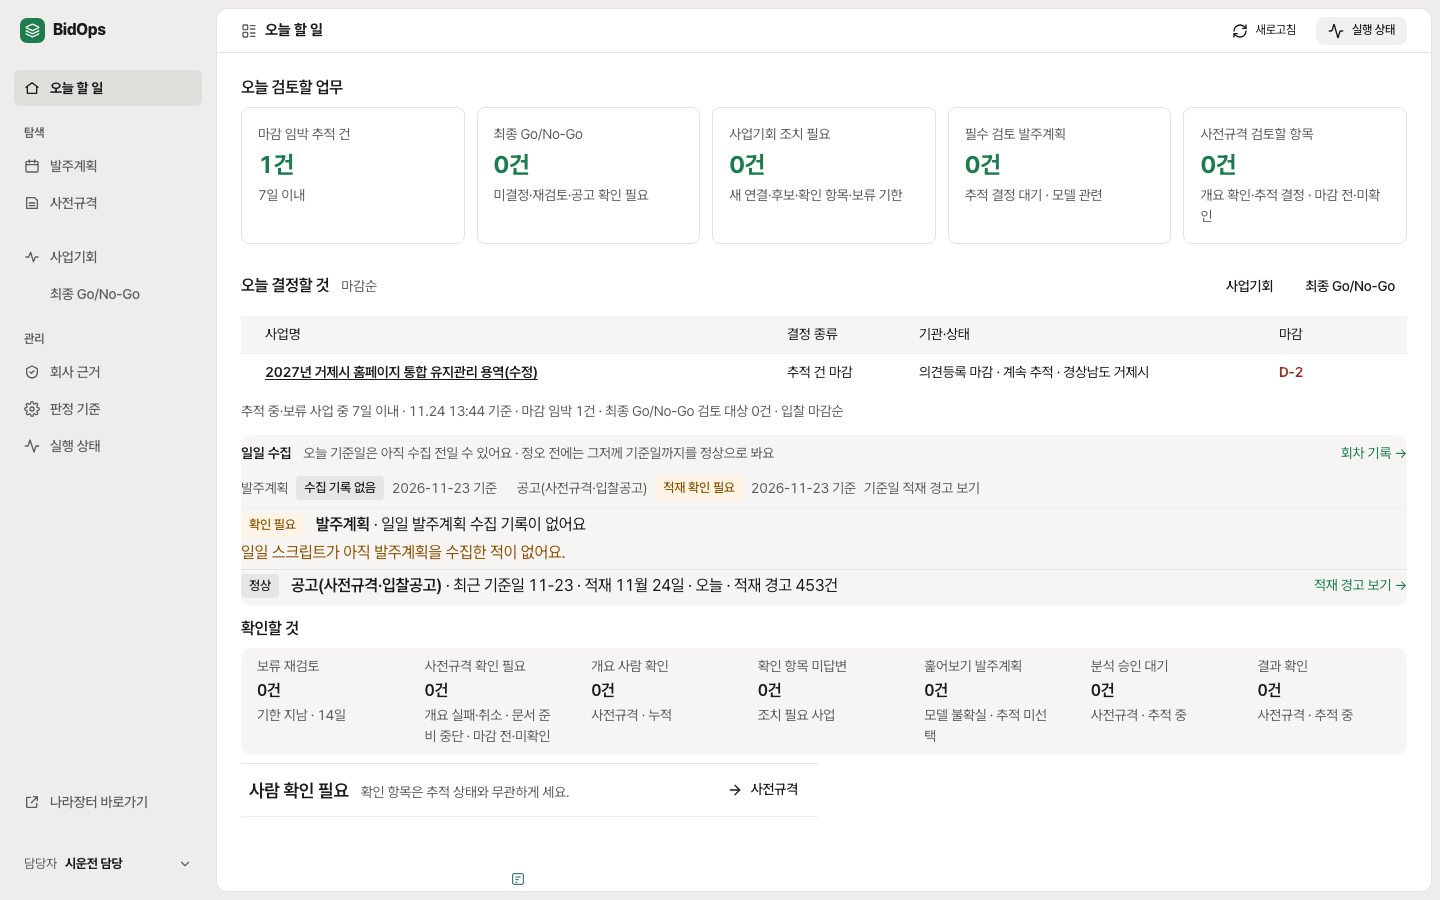 BidOps
오늘 할 일
탐색
발주계획
사전규격
사업기회
최종 Go/No-Go
관리
회사 근거
판정 기준
실행 상태
나라장터 바로가기
담당자 시운전 담당
오늘 할 일
새로고침
실행 상태
오늘 검토할 업무
마감 임박 추적 건
1건
7일 이내
최종 Go/No-Go
0건
미결정·재검토·공고 확인 필요
사업기회 조치 필요
0건
새 연결·후보·확인 항목·보류 기한
필수 검토 발주계획
0건
추적 결정 대기 · 모델 관련
사전규격 검토할 항목
0건
개요 확인·추적 결정 · 마감 전·미확
인
오늘 결정할 것 마감순
사업기회 최종 Go/No-Go
사업명 결정 종류 기관·상태 마감
2027년 거제시 홈페이지 통합 유지관리 용역(수정) 추적 건 마감 의견등록 마감 · 계속 추적 · 경상남도 거제시 D-2
추적 중·보류 사업 중 7일 이내 · 11.24 13:44 기준 · 마감 임박 1건 · 최종 Go/No-Go 검토 대상 0건 · 입찰 마감순
일일 수집 오늘 기준일은 아직 수집 전일 수 있어요 · 정오 전에는 그저께 기준일까지를 정상으로 봐요 회차 기록 →
발주계획 수집 기록 없음 2026-11-23 기준 공고(사전규격·입찰공고) 적재 확인 필요 2026-11-23 기준 기준일 적재 경고 보기
확인 필요 발주계획 · 일일 발주계획 수집 기록이 없어요
일일 스크립트가 아직 발주계획을 수집한 적이 없어요.
정상 공고(사전규격·입찰공고) · 최근 기준일 11-23 · 적재 11월 24일 · 오늘 · 적재 경고 453건 적재 경고 보기 →
확인할 것
보류 재검토
0건
기한 지남 · 14일
사전규격 확인 필요
0건
개요 실패·취소 · 문서 준
비 중단 · 마감 전·미확인
개요 사람 확인
0건
사전규격 · 누적
확인 항목 미답변
0건
조치 필요 사업
훑어보기 발주계획
0건
모델 불확실 · 추적 미선
택
분석 승인 대기
0건
사전규격 · 추적 중
결과 확인
0건
사전규격 · 추적 중
사람 확인 필요 확인 항목은 추적 상태와 무관하게 세요. → 사전규격